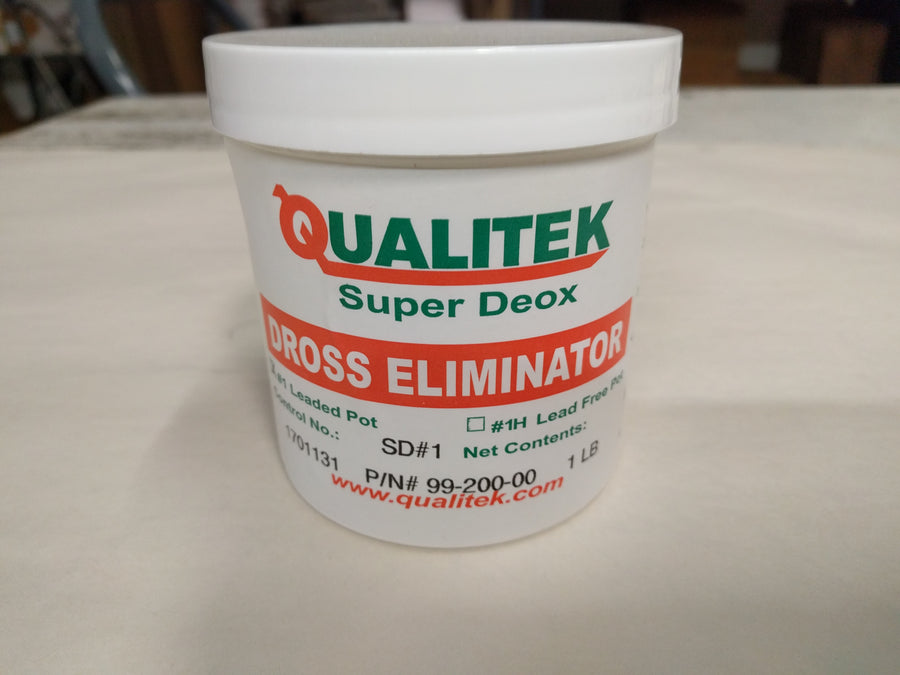 QUALITEK
Super Deox
DROSS ELIMINATOR
#1 Leaded Pot
#1H Lead Free Pot
Control No.:
SD#1
Net Contents:
1701131
P/N# 99-200-00
1 LB
www.qualitek.com